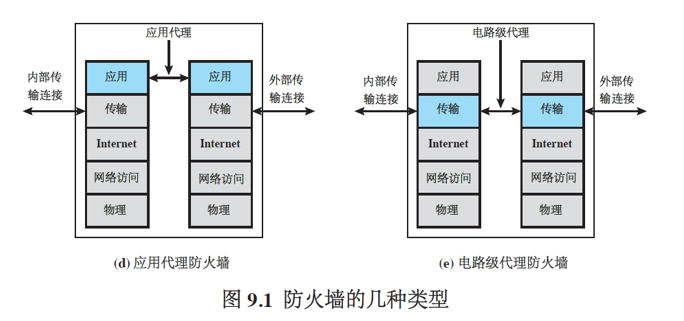 应用代理
内部传
输连接
应用
传输
Internet
网络访问
物理
应用
传输
Internet
网络访问
物理
外部传
输连接
(d) 应用代理防火墙
电路级代理
内部传
输连接
应用
传输
Internet
网络访问
物理
应用
传输
Internet
网络访问
物理
外部传
输连接
(e) 电路级代理防火墙
图 9.1 防火墙的几种类型